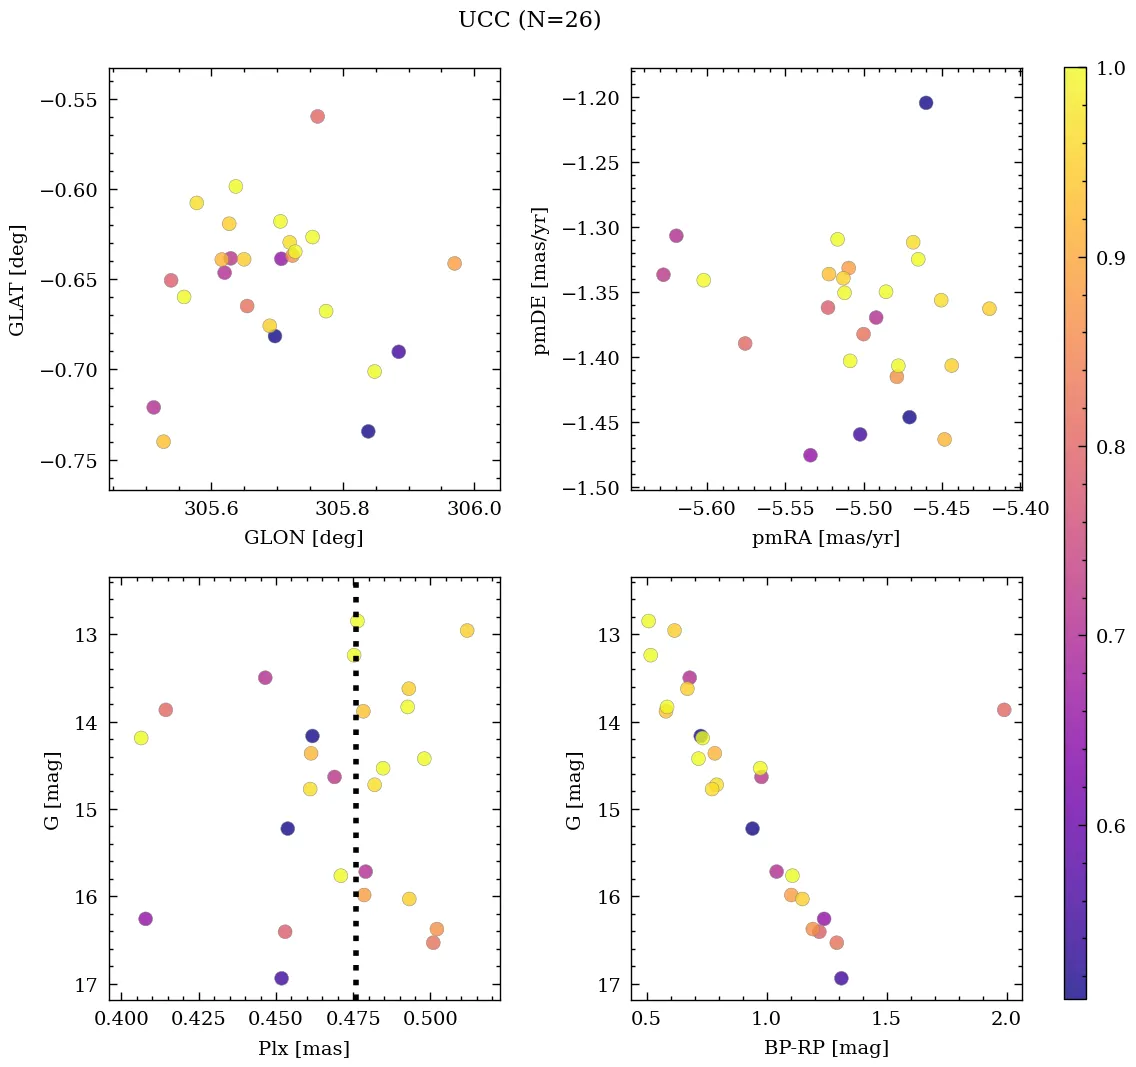 UCC (N=26)
−0.55
−0.60
−0.65
−0.70
−0.75
GLAT [deg]
305.6 305.8 306.0
GLON [deg]
−1.20
−1.25
−1.30
−1.35
−1.40
−1.45
−1.50
pmDE [mas/yr]
−5.60 −5.55 −5.50 −5.45 −5.40
pmRA [mas/yr]
13
14
15
16
17
G [mag]
0.400 0.425 0.450 0.475 0.500
Plx [mas]
13
14
15
16
17
G [mag]
0.5 1.0 1.5 2.0
BP-RP [mag]
1.0
0.9
0.8
0.7
0.6